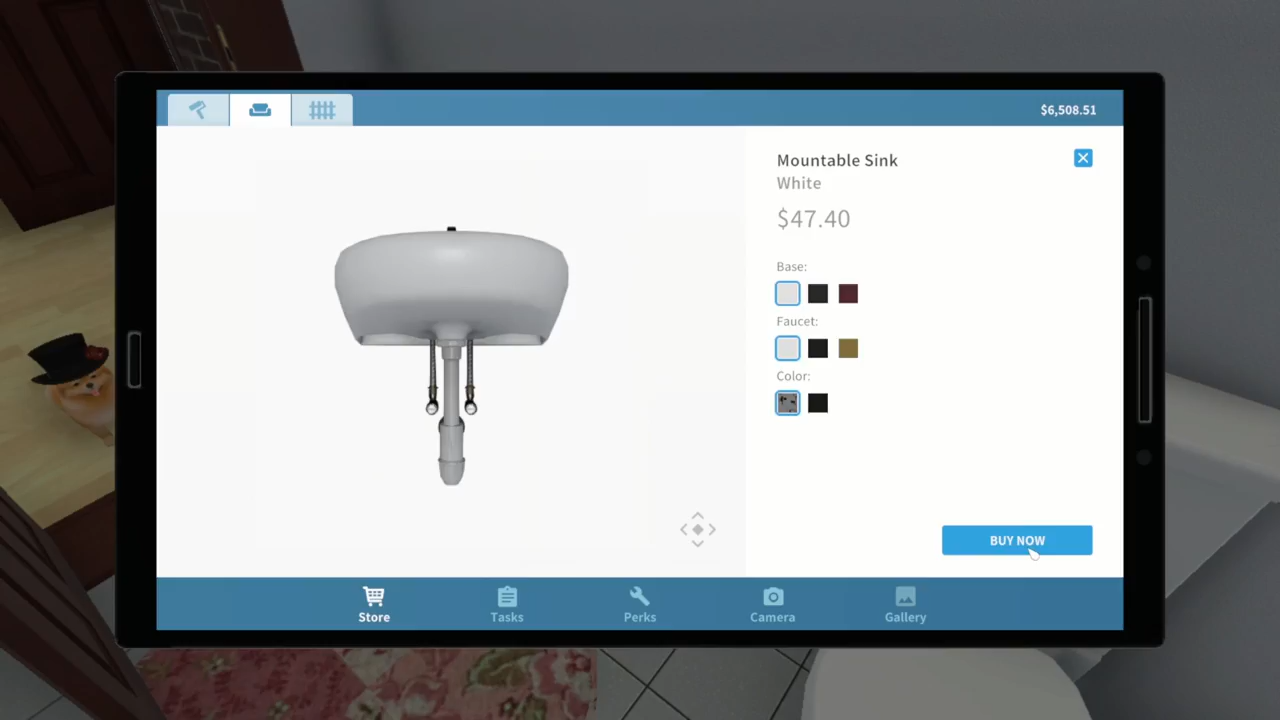 $6,508.51
Mountable Sink
White
$47.40
Base:
Faucet:
Color:
BUY NOW
Store
Tasks
Perks
Camera
Gallery